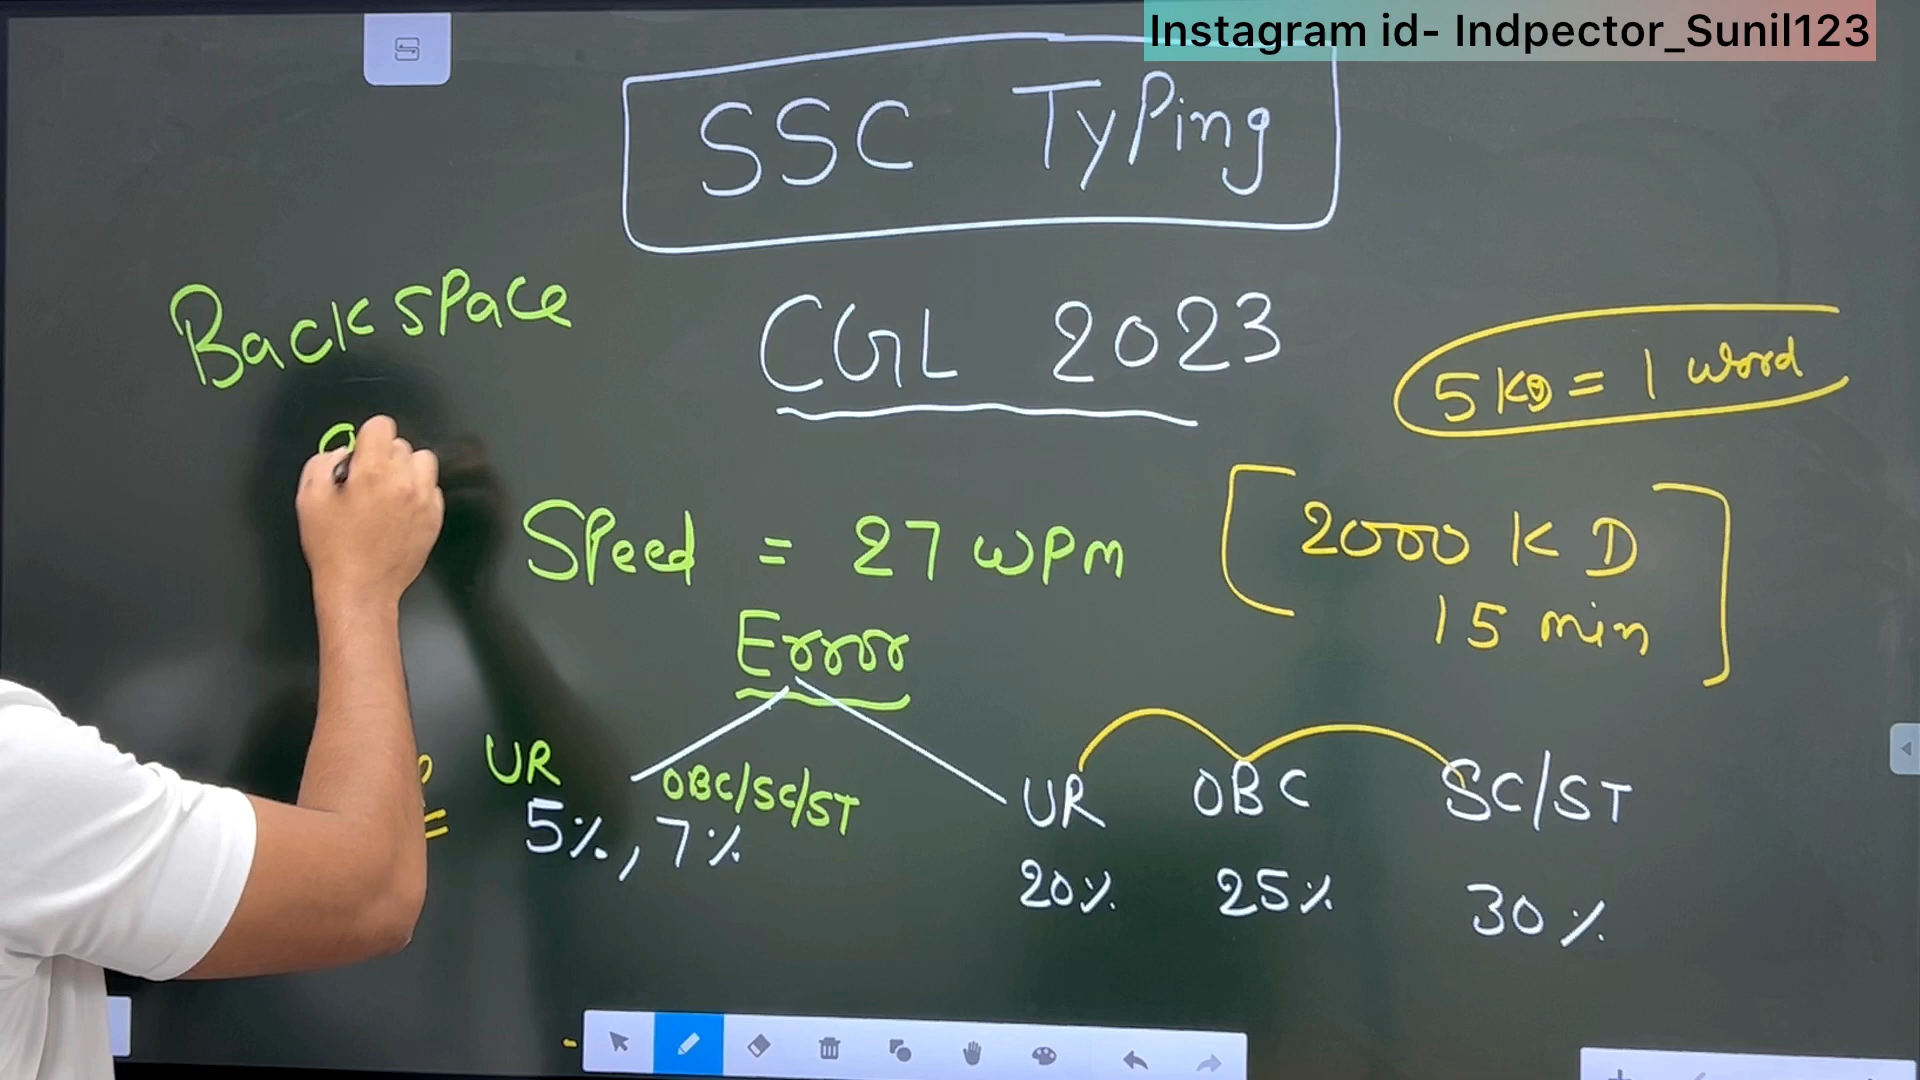 Instagram id- Indpector_Sunil123
SSC Typing
Backspace
CGL 2023
5 KD = 1 word
Speed = 27 wpm
[2000 KD
15 min]
Error
UR OBC/SC/ST
5%, 7%
UR OBC SC/ST
20% 25% 30%